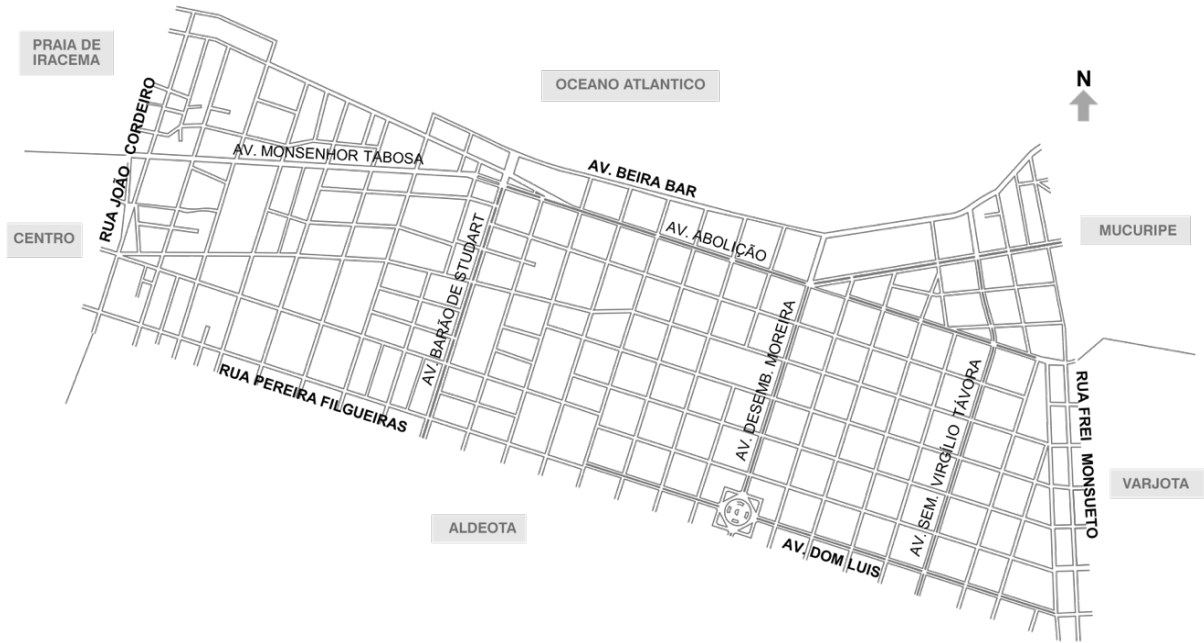 PRAIA DE
IRACEMA
OCEANO ATLANTICO
N
RUA JOÃO CORDEIRO
AV. MONSENHOR TABOSA
AV. BEIRA BAR
CENTRO
AV. BARÃO DE STUDART
AV. ABOLIÇÃO
MUCURIPE
AV. DESEMB. MOREIRA
RUA PEREIRA FILGUEIRAS
AV. SEM. VIRGÍLIO TÁVORA
RUA FREI MONSUETO
VARJOTA
ALDEOTA
AV. DOM LUIS